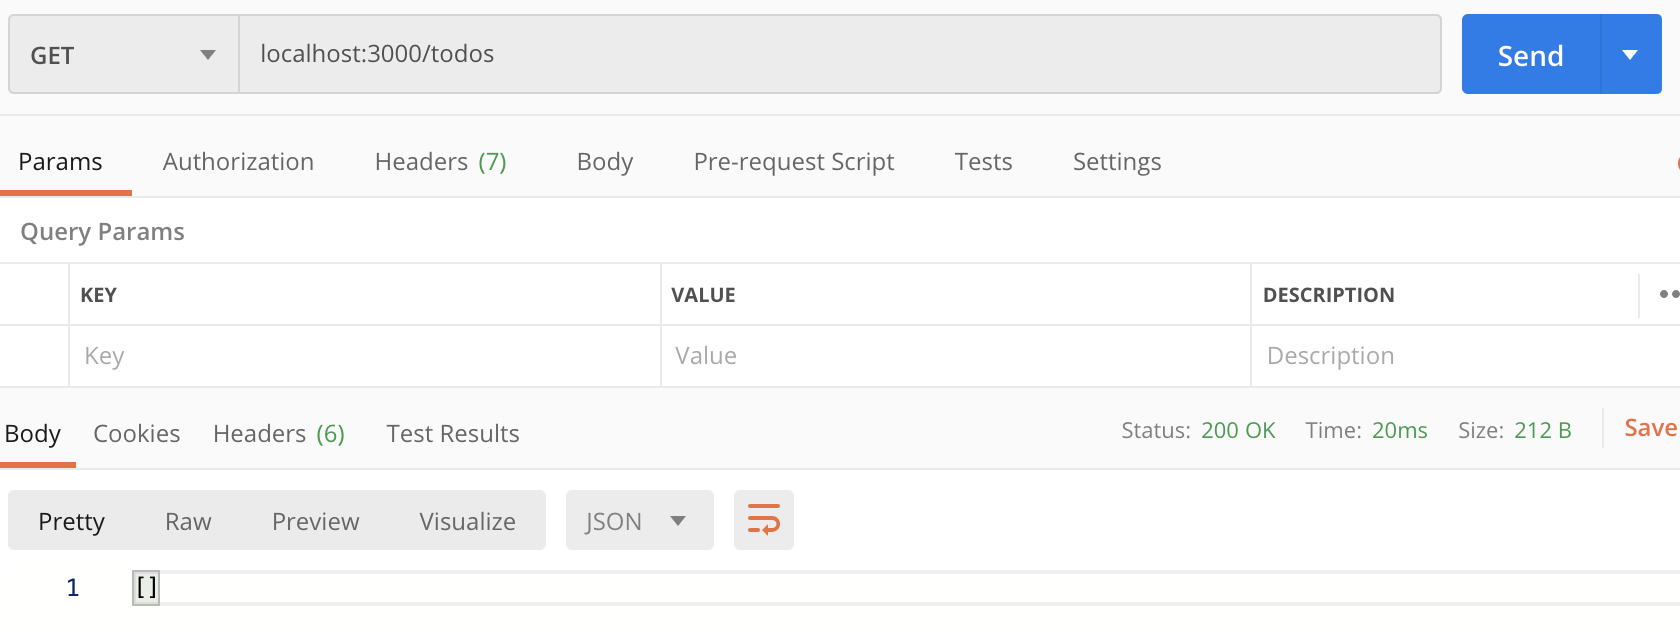 GET localhost:3000/todos Send
Params Authorization Headers (7) Body Pre-request Script Tests Settings
Query Params
KEY VALUE DESCRIPTION
Key Value Description
Body Cookies Headers (6) Test Results Status: 200 OK Time: 20ms Size: 212 B Save
Pretty Raw Preview Visualize JSON
1 []